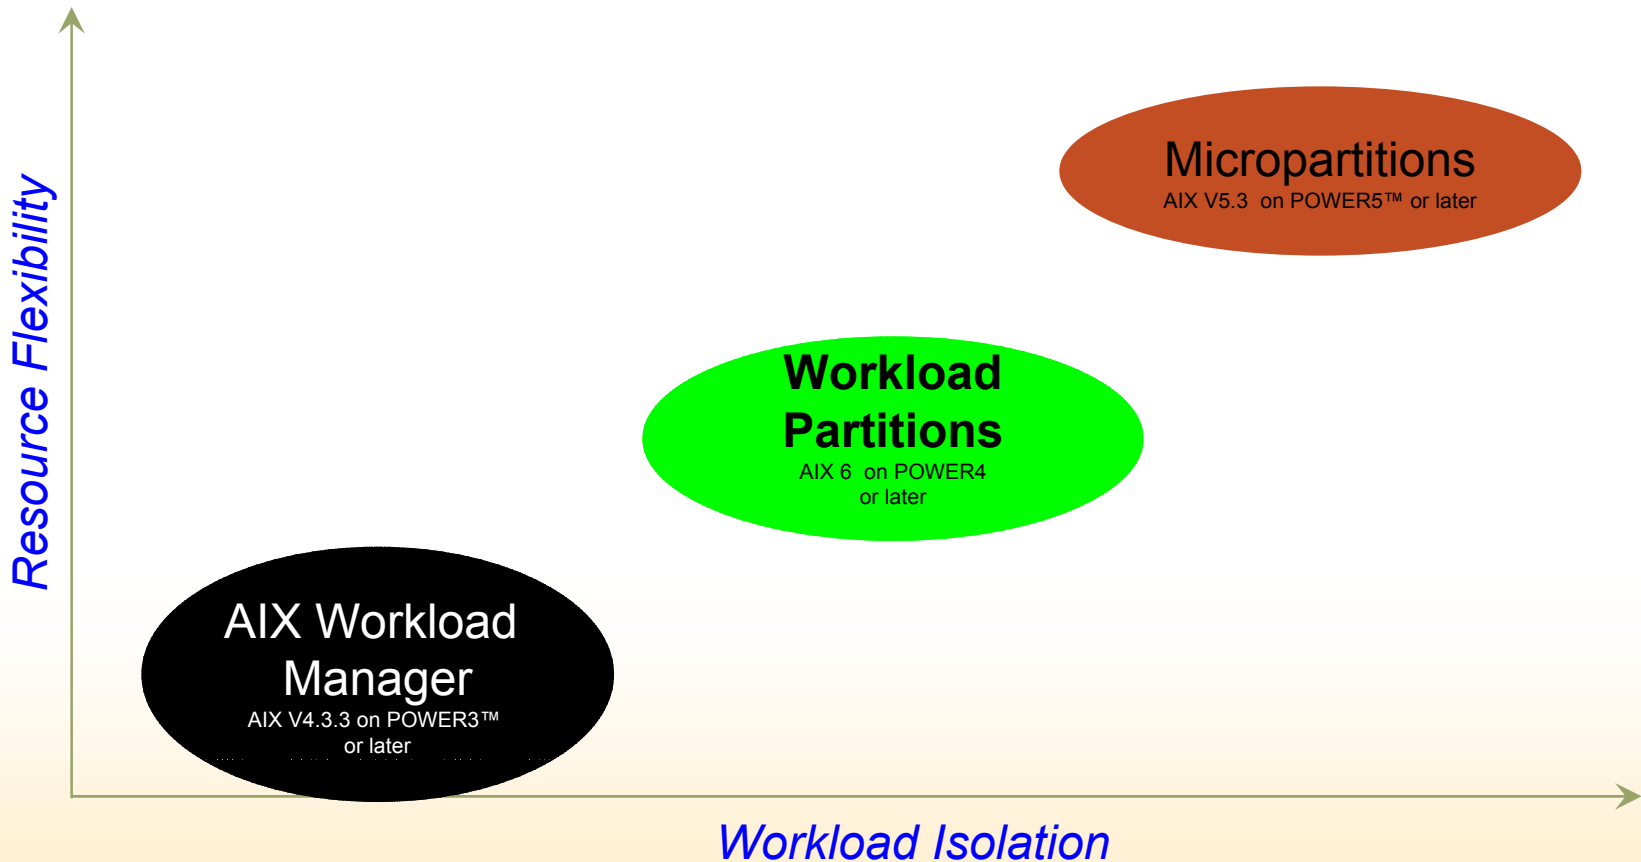 Micropartitions
AIX V5.3 on POWER5™ or later
Resource Flexibility
Workload
Partitions
AIX 6 on POWER4
or later
AIX Workload
Manager
AIX V4.3.3 on POWER3™
or later
Workload Isolation